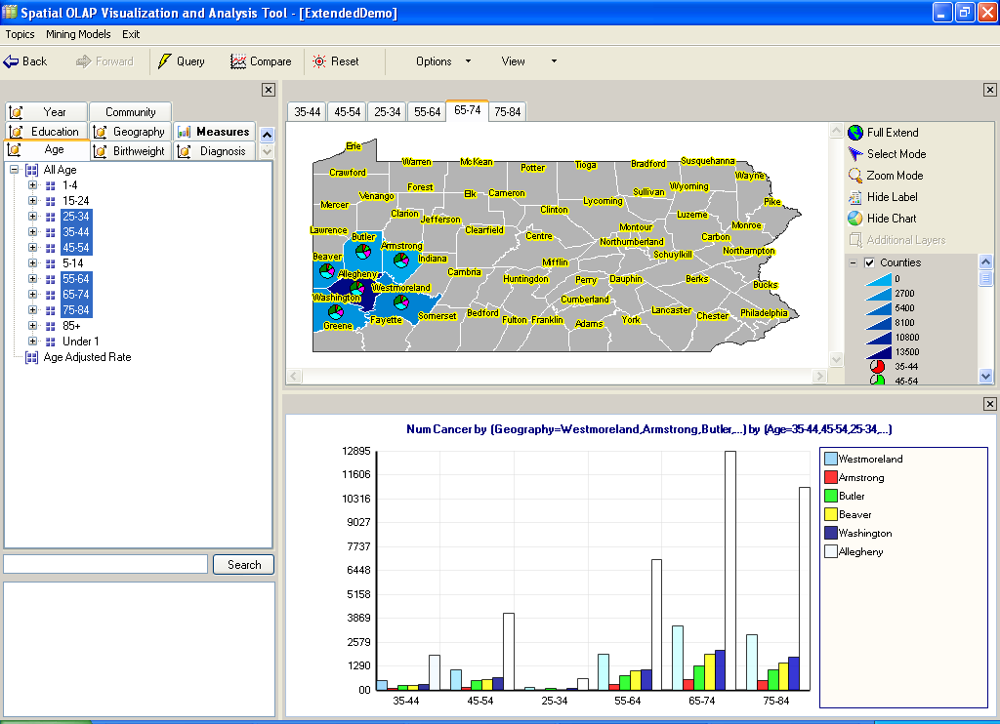 Spatial OLAP Visualization and Analysis Tool - [ExtendedDemo]
Topics Mining Models Exit
Back Forward Query Compare Reset Options View
Year Community
Education Geography Measures
Age Birthweight Diagnosis
All Age
1-4
15-24
25-34
35-44
45-54
5-14
55-64
65-74
75-84
85+
Under 1
Age Adjusted Rate
Search
35-44 45-54 25-34 55-64 65-74 75-84
Erie
Warren McKean Tioga Bradford Susquehanna
Crawford Potter Wayne
Forest Elk Cameron Sullivan Wyoming
Mercer Venango Lycoming Pike
Clarion Jefferson Clinton Luzerne
Lawrence Clearfield Centre Montour Monroe
Butler Armstrong Northumberland Carbon
Beaver Indiana Mifflin Schuylkill Northampton
Allegheny Cambria Huntingdon Perry Dauphin Berks Bucks
Washington Westmoreland Cumberland
Greene Fayette Somerset Bedford Fulton Franklin Adams York Lancaster Chester Philadelphia
Full Extend
Select Mode
Zoom Mode
Hide Label
Hide Chart
Additional Layers
Counties
0
2700
5400
8100
10800
13500
35-44
45-54
Num Cancer by (Geography=Westmoreland,Armstrong,Butler,...) by (Age=35-44,45-54,25-34,...)
12895
11606
10316
9027
7737
6448
5158
3869
2579
1290
00
35-44 45-54 25-34 55-64 65-74 75-84
Westmoreland
Armstrong
Butler
Beaver
Washington
Allegheny